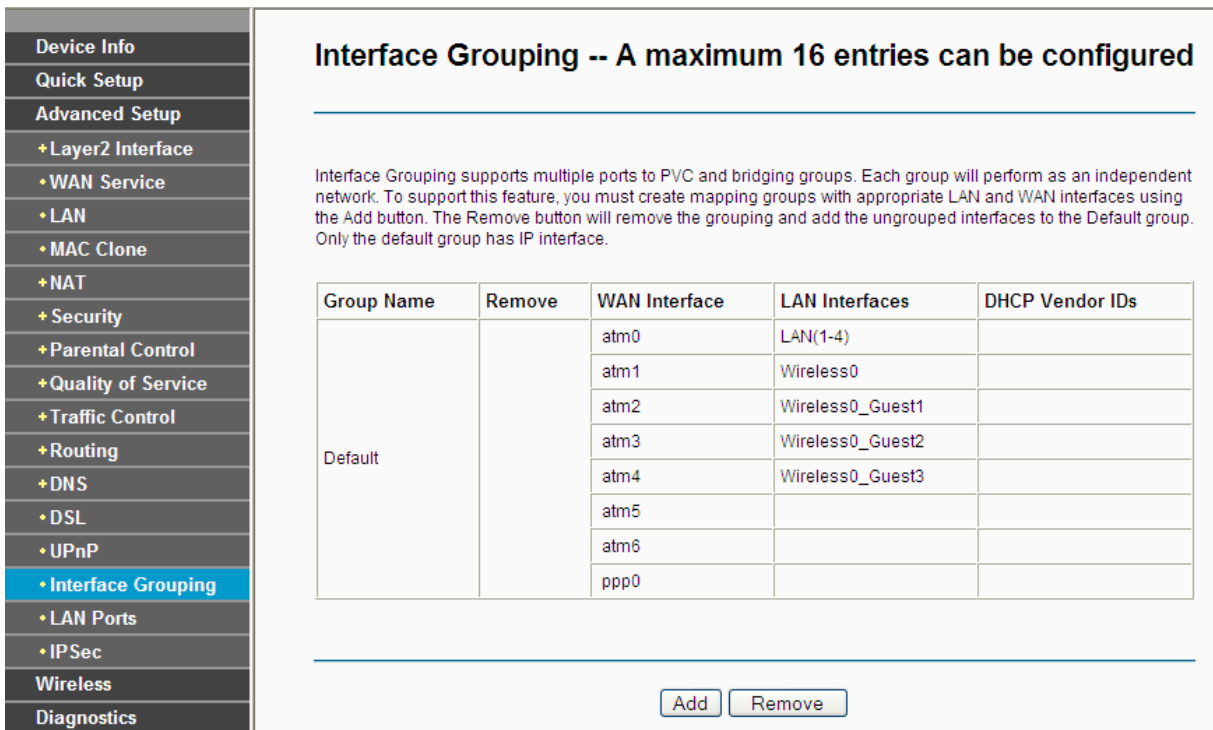 Device Info
Quick Setup
Advanced Setup
+Layer2 Interface
•WAN Service
•LAN
•MAC Clone
+NAT
+Security
+Parental Control
+Quality of Service
+Traffic Control
+Routing
+DNS
•DSL
•UPnP
•Interface Grouping
•LAN Ports
•IPSec
Wireless
Diagnostics
Interface Grouping -- A maximum 16 entries can be configured
Interface Grouping supports multiple ports to PVC and bridging groups. Each group will perform as an independent
network. To support this feature, you must create mapping groups with appropriate LAN and WAN interfaces using
the Add button. The Remove button will remove the grouping and add the ungrouped interfaces to the Default group.
Only the default group has IP interface.
Group Name Remove WAN Interface LAN Interfaces DHCP Vendor IDs
Default
atm0 LAN(1-4)
atm1 Wireless0
atm2 Wireless0_Guest1
atm3 Wireless0_Guest2
atm4 Wireless0_Guest3
atm5
atm6
ppp0
Add Remove